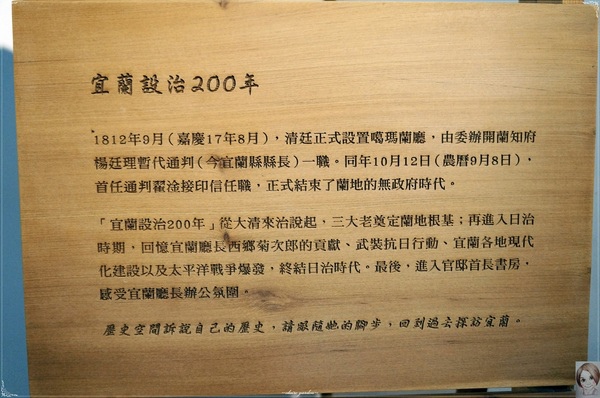 宜蘭設治200年
1812年9月(嘉慶17年8月)，清廷正式設置噶瑪蘭廳，由委辦開蘭知府
楊廷理暫代通判(今宜蘭縣縣長)一職。同年10月12日(農曆9月8日)，
首任通判翟淦接印信任職，正式結束了蘭地的無政府時代。
「宜蘭設治200年」從大清來治說起，三大老奠定蘭地根基；再進入日治
時期，回憶宜蘭廳長西鄉菊次郎的貢獻、武裝抗日行動、宜蘭各地現代
化建設以及太平洋戰爭爆發，終結日治時代。最後，進入官邸首長書房，
感受宜蘭廳長辦公氛圍。
歷史空間訴說自己的歷史，請跟隨她的腳步，回到過去探訪宜蘭。